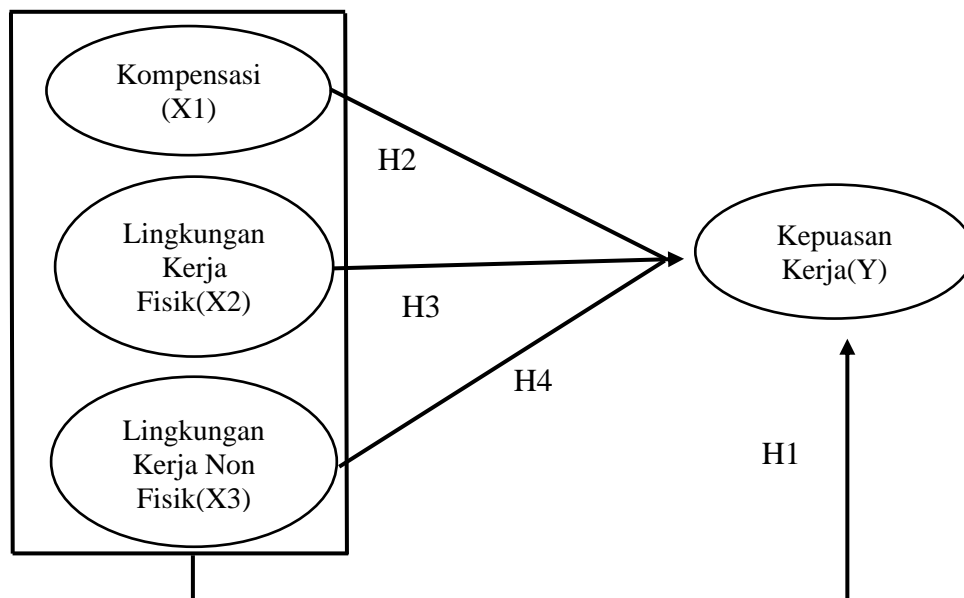 Kompensasi
(X1)
H2
Lingkungan
Kerja
Fisik(X2)
Kepuasan
Kerja(Y)
H3
H4
Lingkungan
Kerja Non
Fisik(X3)
H1